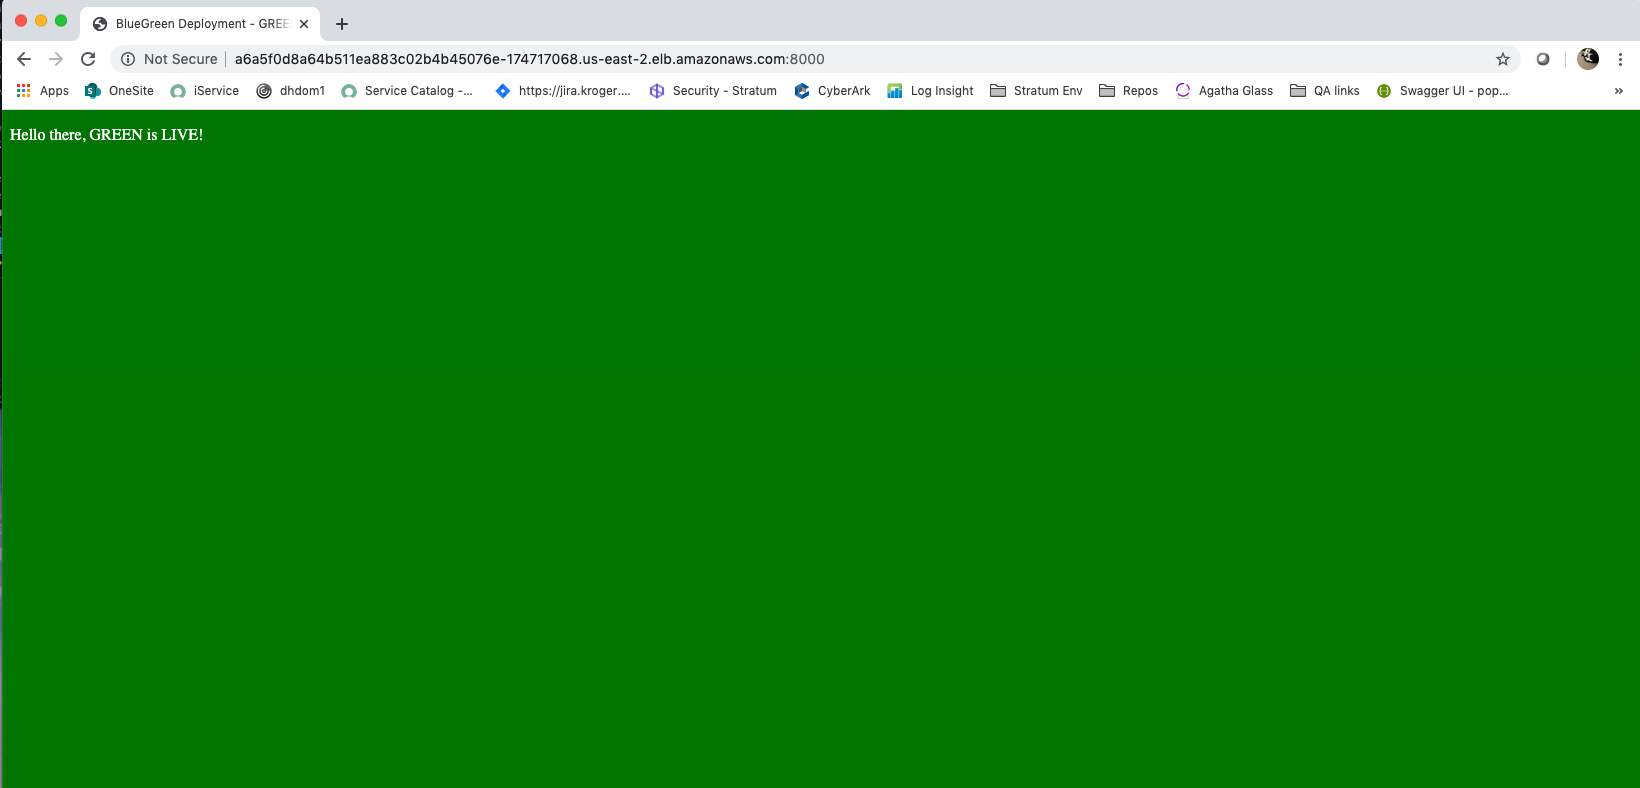 BlueGreen Deployment - GREE
Not Secure a6a5f0d8a64b511ea883c02b4b45076e-174717068.us-east-2.elb.amazonaws.com:8000
Apps OneSite iService dhdom1 Service Catalog -... https://jira.kroger.... Security - Stratum CyberArk Log Insight Stratum Env Repos Agatha Glass QA links Swagger UI - pop... »
Hello there, GREEN is LIVE!